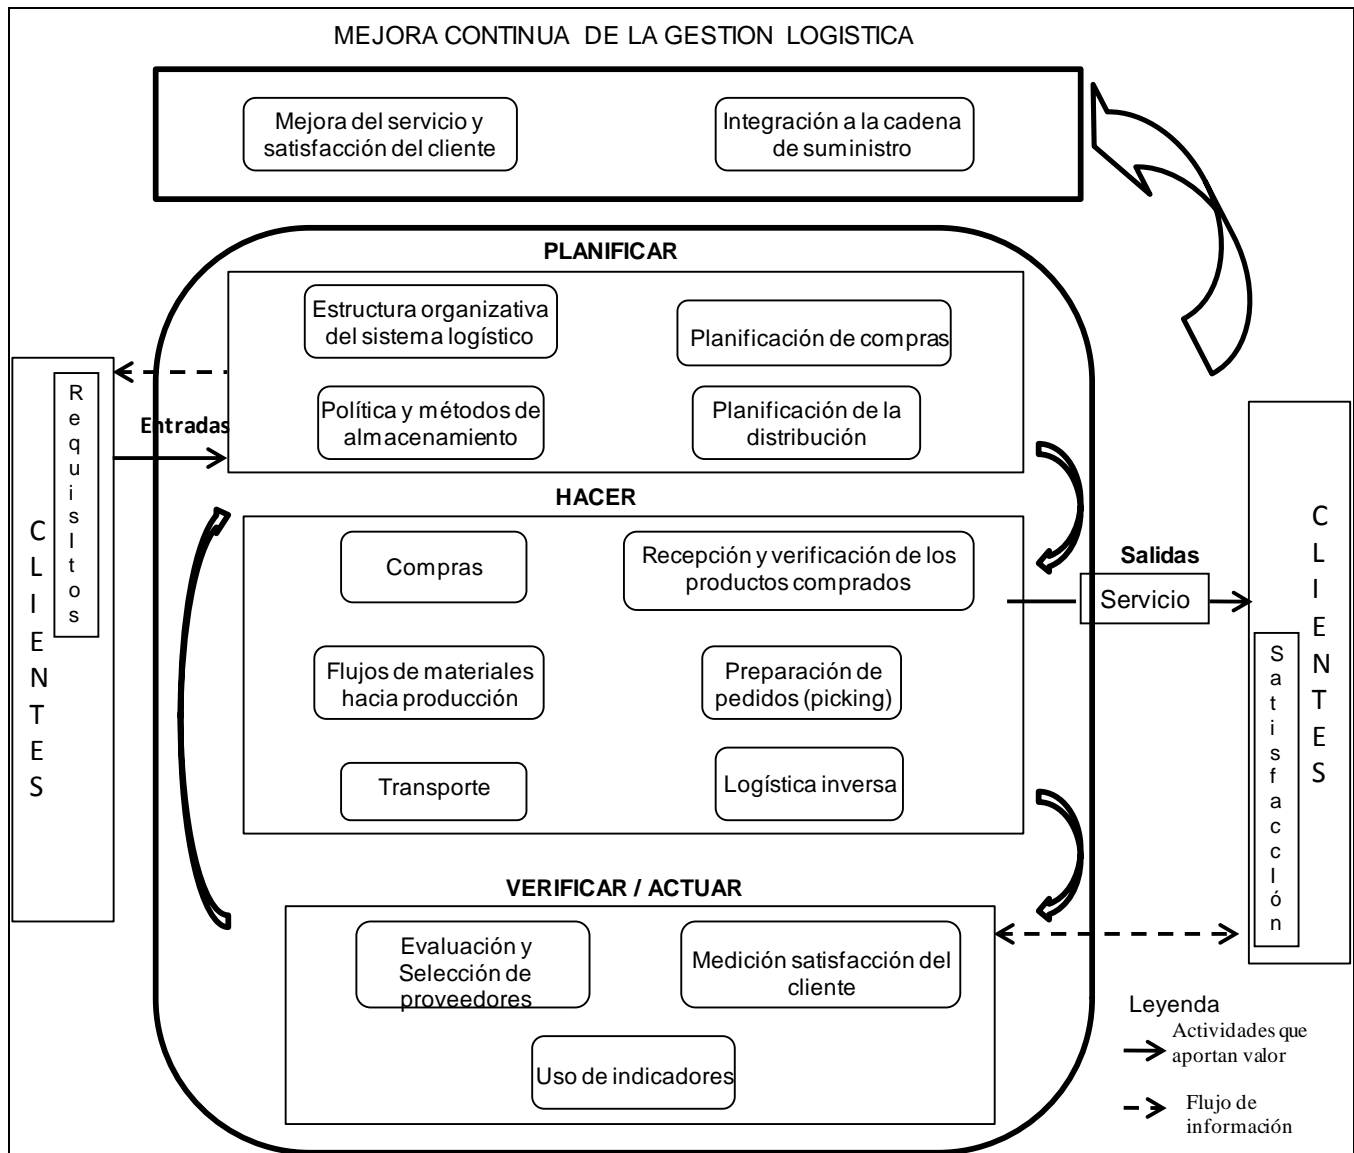 MEJORA CONTINUA DE LA GESTION LOGISTICA
Mejora del servicio y
satisfacción del cliente
Integración a la cadena
de suministro
PLANIFICAR
Estructura organizativa
del sistema logístico
Planificación de compras
Política y métodos de
almacenamiento
Planificación de la
distribución
CLIENTES
RequisItos
Entradas
HACER
Compras
Recepción y verificación de los
productos comprados
Flujos de materiales
hacia producción
Preparación de
pedidos (picking)
Transporte
Logística inversa
Salidas
Servicio
CLIENTES
SatisfaccIón
VERIFICAR / ACTUAR
Evaluación y
Selección de
proveedores
Medición satisfacción del
cliente
Uso de indicadores
Leyenda
Actividades que
aportan valor
Flujo de
información